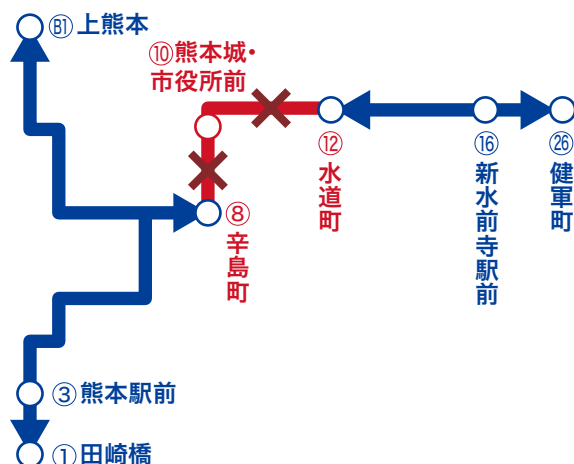 Ⓑ1 上熊本
⑩熊本城・
市役所前
⑫
水道町
⑯
新水前寺駅前
㉖
健軍町
⑧
辛島町
③熊本駅前
①田崎橋